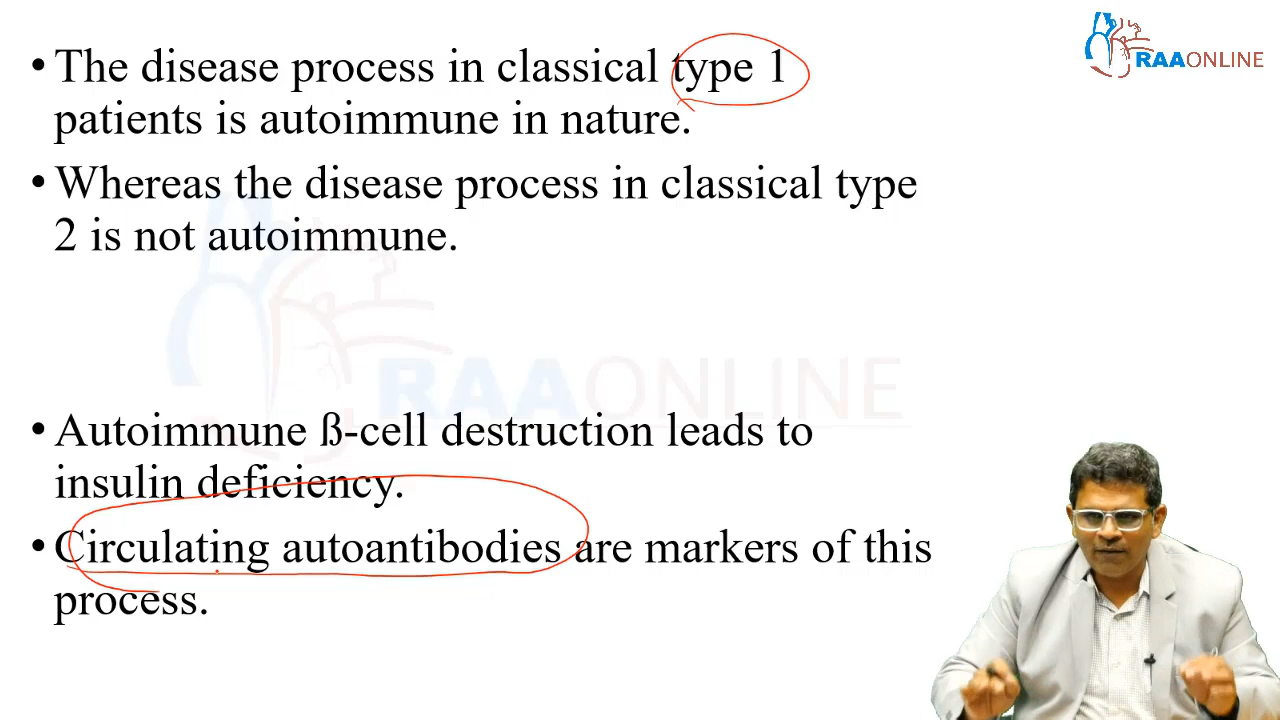 RAAONLINE
• The disease process in classical type 1
patients is autoimmune in nature.
• Whereas the disease process in classical type
2 is not autoimmune.
RAAONLINE
• Autoimmune ß-cell destruction leads to
insulin deficiency.
• Circulating autoantibodies are markers of this
process.